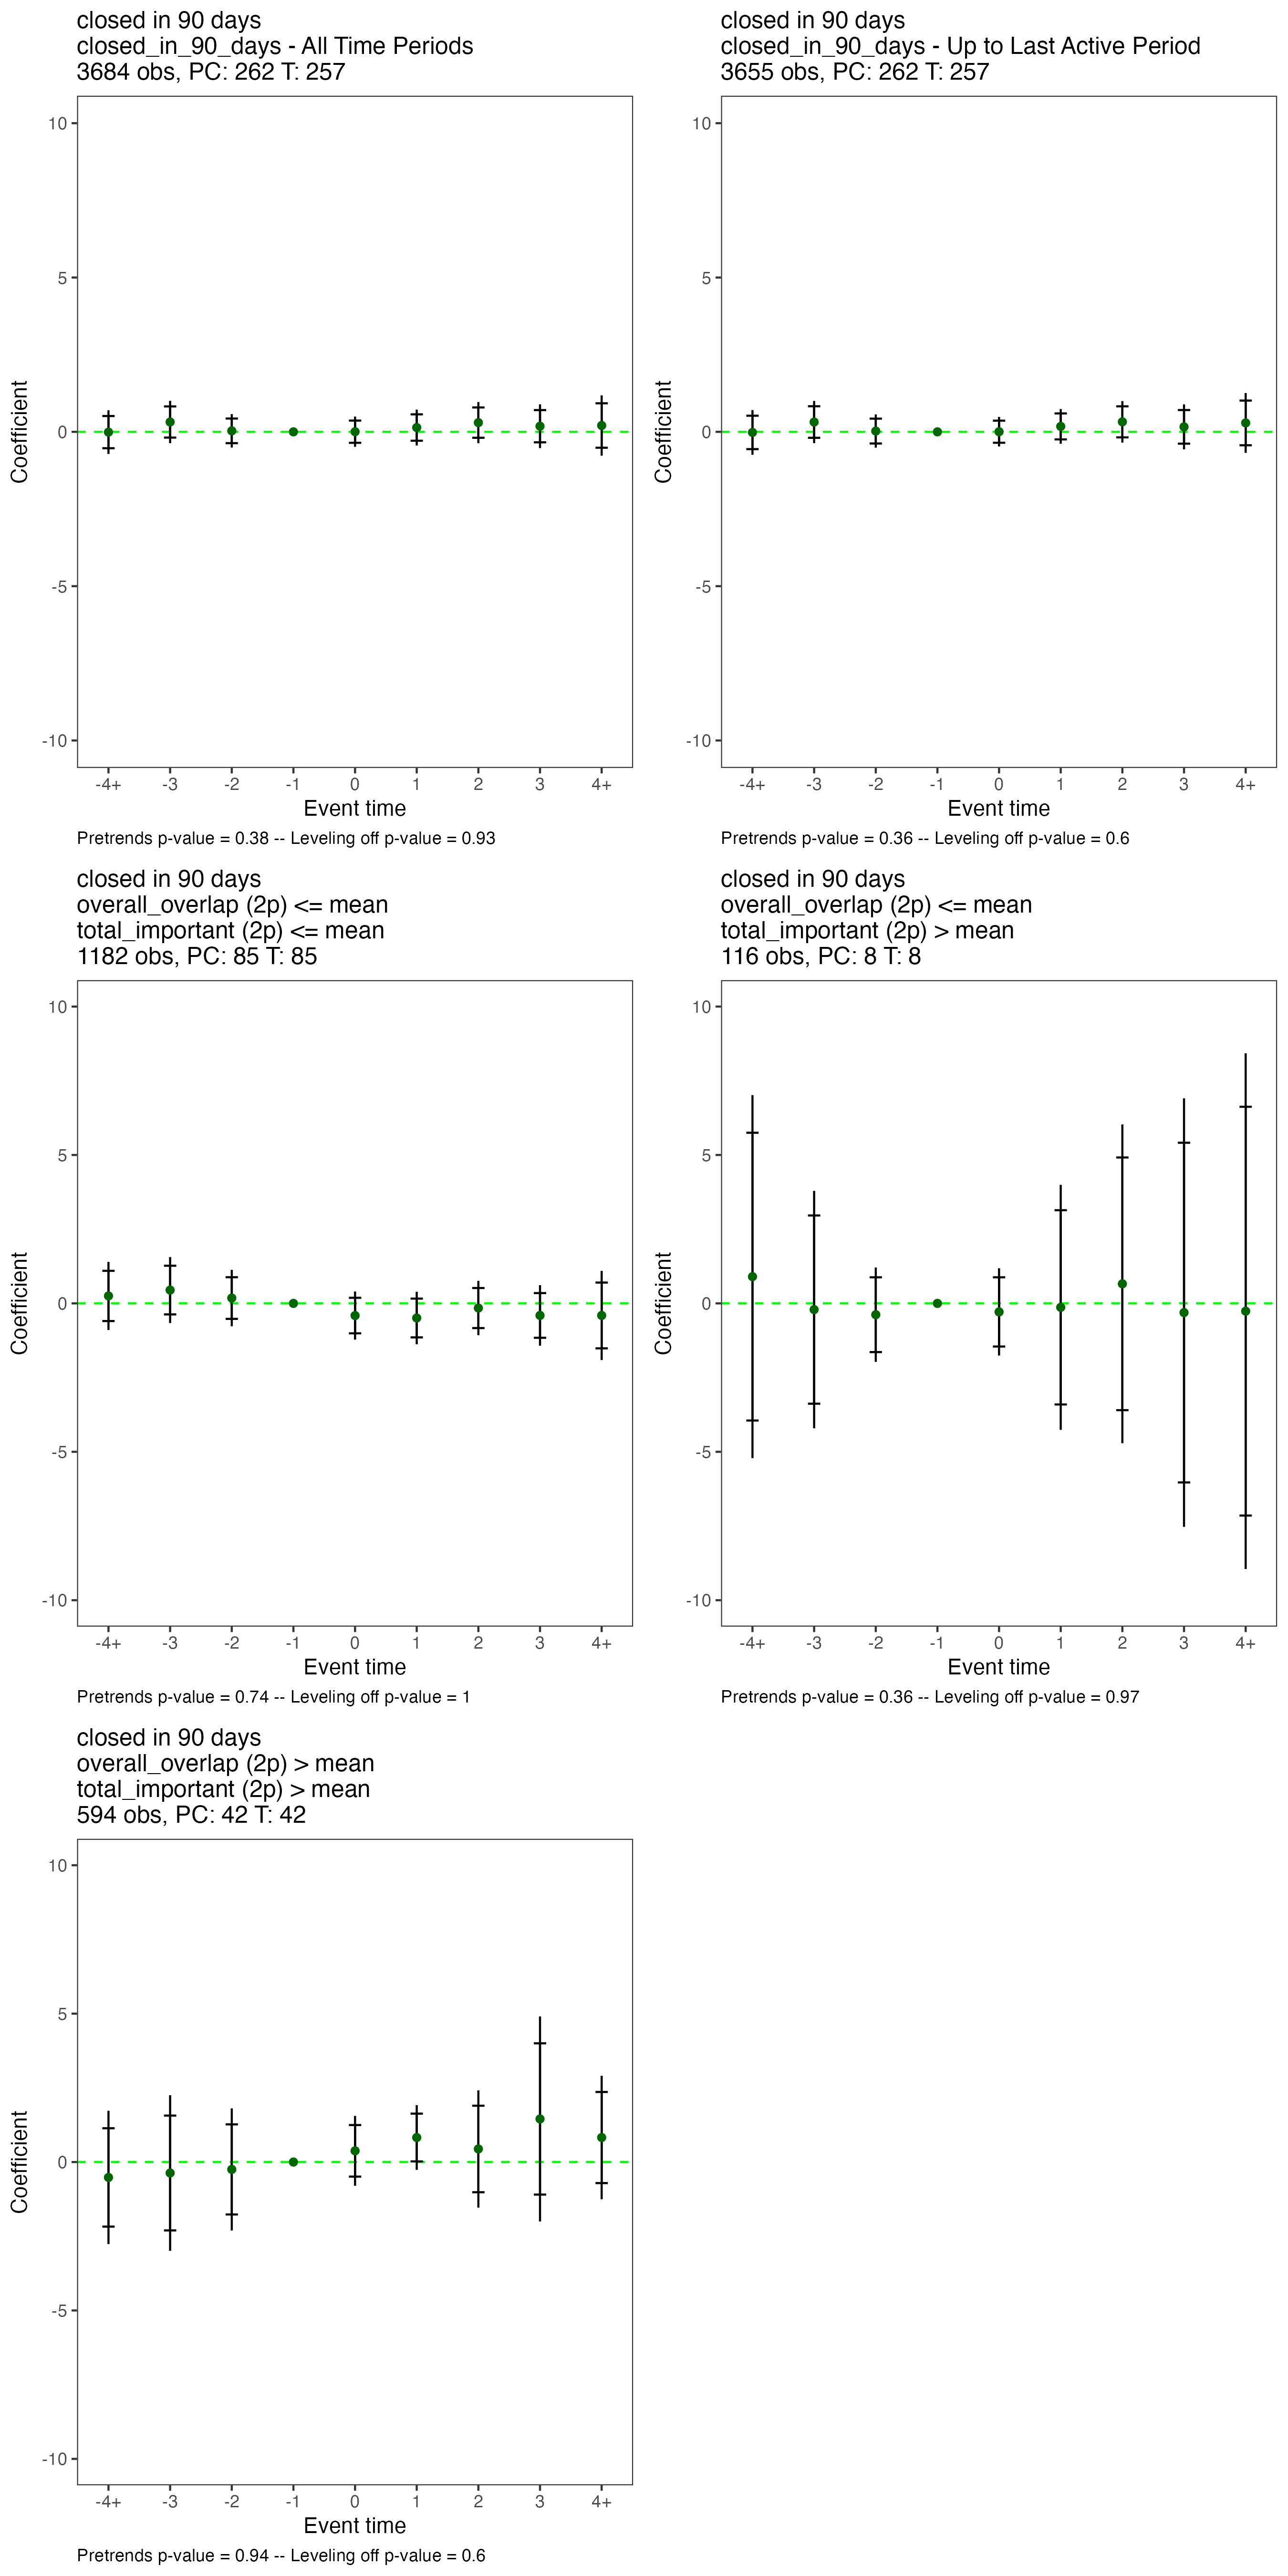 closed in 90 days
closed_in_90_days - All Time Periods
3684 obs, PC: 262 T: 257
10
5
0
-5
-10
Coefficient
-4+ -3 -2 -1 0 1 2 3 4+
Event time
Pretrends p-value = 0.38 -- Leveling off p-value = 0.93
closed in 90 days
closed_in_90_days - Up to Last Active Period
3655 obs, PC: 262 T: 257
10
5
0
-5
-10
Coefficient
-4+ -3 -2 -1 0 1 2 3 4+
Event time
Pretrends p-value = 0.36 -- Leveling off p-value = 0.6
closed in 90 days
overall_overlap (2p) <= mean
total_important (2p) <= mean
1182 obs, PC: 85 T: 85
10
5
0
-5
-10
Coefficient
-4+ -3 -2 -1 0 1 2 3 4+
Event time
Pretrends p-value = 0.74 -- Leveling off p-value = 1
closed in 90 days
overall_overlap (2p) <= mean
total_important (2p) > mean
116 obs, PC: 8 T: 8
10
5
0
-5
-10
Coefficient
-4+ -3 -2 -1 0 1 2 3 4+
Event time
Pretrends p-value = 0.36 -- Leveling off p-value = 0.97
closed in 90 days
overall_overlap (2p) > mean
total_important (2p) > mean
594 obs, PC: 42 T: 42
10
5
0
-5
-10
Coefficient
-4+ -3 -2 -1 0 1 2 3 4+
Event time
Pretrends p-value = 0.94 -- Leveling off p-value = 0.6